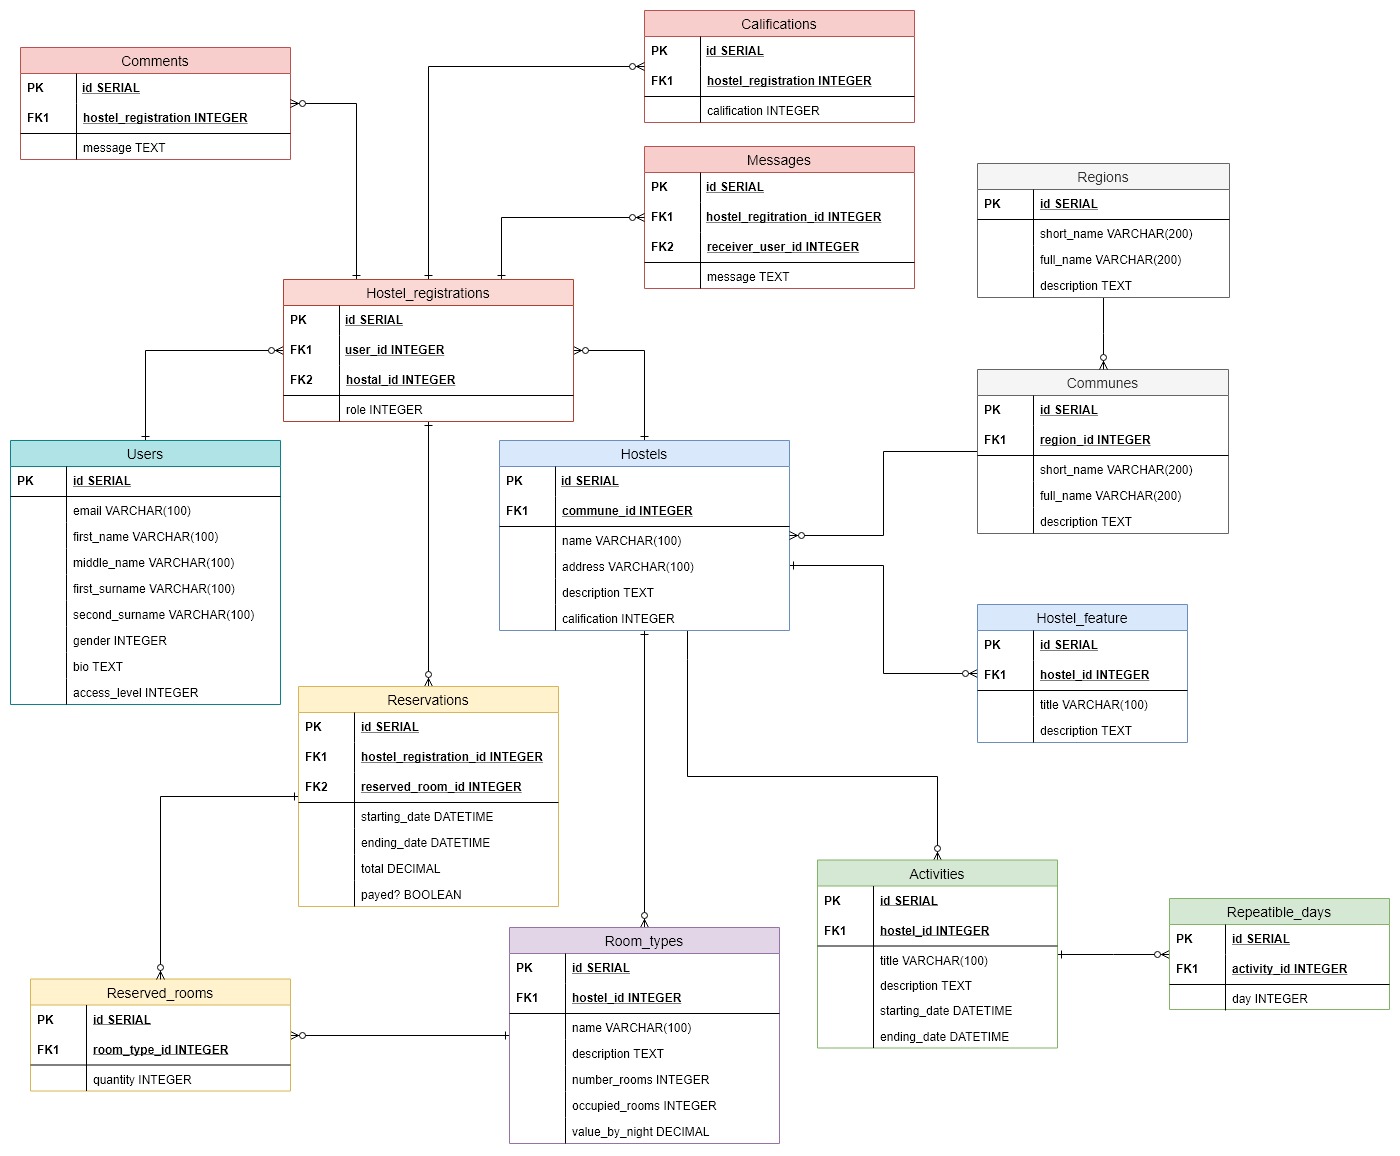 Califications
PK id SERIAL
FK1 hostel_registration INTEGER
calification INTEGER
Comments
PK id SERIAL
FK1 hostel_registration INTEGER
message TEXT
Messages
PK id SERIAL
FK1 hostel_regitration_id INTEGER
FK2 receiver_user_id INTEGER
message TEXT
Regions
PK id SERIAL
short_name VARCHAR(200)
full_name VARCHAR(200)
description TEXT
Hostel_registrations
PK id SERIAL
FK1 user_id INTEGER
FK2 hostal_id INTEGER
role INTEGER
Communes
PK id SERIAL
FK1 region_id INTEGER
short_name VARCHAR(200)
full_name VARCHAR(200)
description TEXT
Users
PK id SERIAL
email VARCHAR(100)
first_name VARCHAR(100)
middle_name VARCHAR(100)
first_surname VARCHAR(100)
second_surname VARCHAR(100)
gender INTEGER
bio TEXT
access_level INTEGER
Hostels
PK id SERIAL
FK1 commune_id INTEGER
name VARCHAR(100)
address VARCHAR(100)
description TEXT
calification INTEGER
Hostel_feature
PK id SERIAL
FK1 hostel_id INTEGER
title VARCHAR(100)
description TEXT
Reservations
PK id SERIAL
FK1 hostel_registration_id INTEGER
FK2 reserved_room_id INTEGER
starting_date DATETIME
ending_date DATETIME
total DECIMAL
payed? BOOLEAN
Activities
PK id SERIAL
FK1 hostel_id INTEGER
title VARCHAR(100)
description TEXT
starting_date DATETIME
ending_date DATETIME
Repeatible_days
PK id SERIAL
FK1 activity_id INTEGER
day INTEGER
Room_types
PK id SERIAL
FK1 hostel_id INTEGER
name VARCHAR(100)
description TEXT
number_rooms INTEGER
occupied_rooms INTEGER
value_by_night DECIMAL
Reserved_rooms
PK id SERIAL
FK1 room_type_id INTEGER
quantity INTEGER